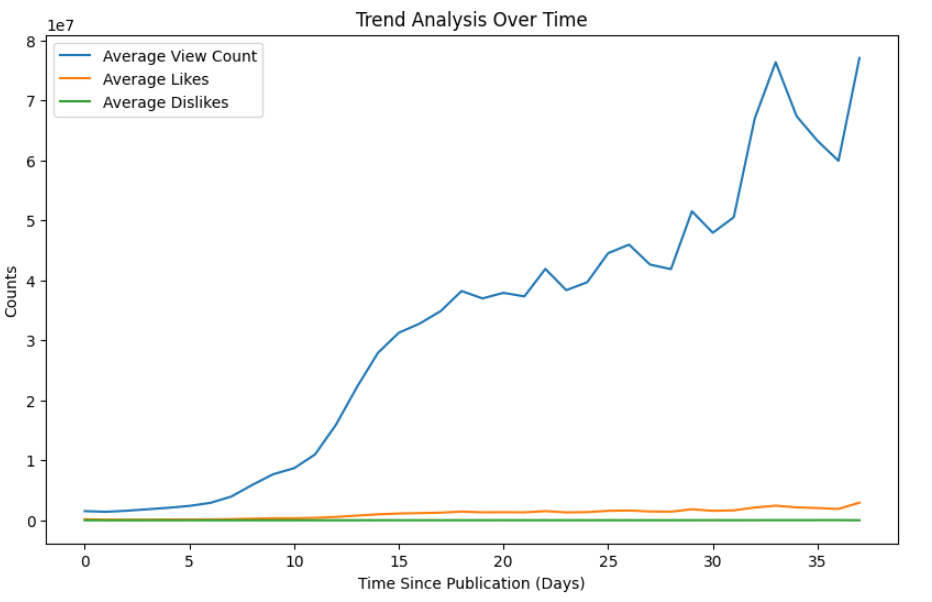 Trend Analysis Over Time
1e7
Average View Count
Average Likes
Average Dislikes
8
7
6
5
4
3
2
1
0
Counts
0 5 10 15 20 25 30 35
Time Since Publication (Days)